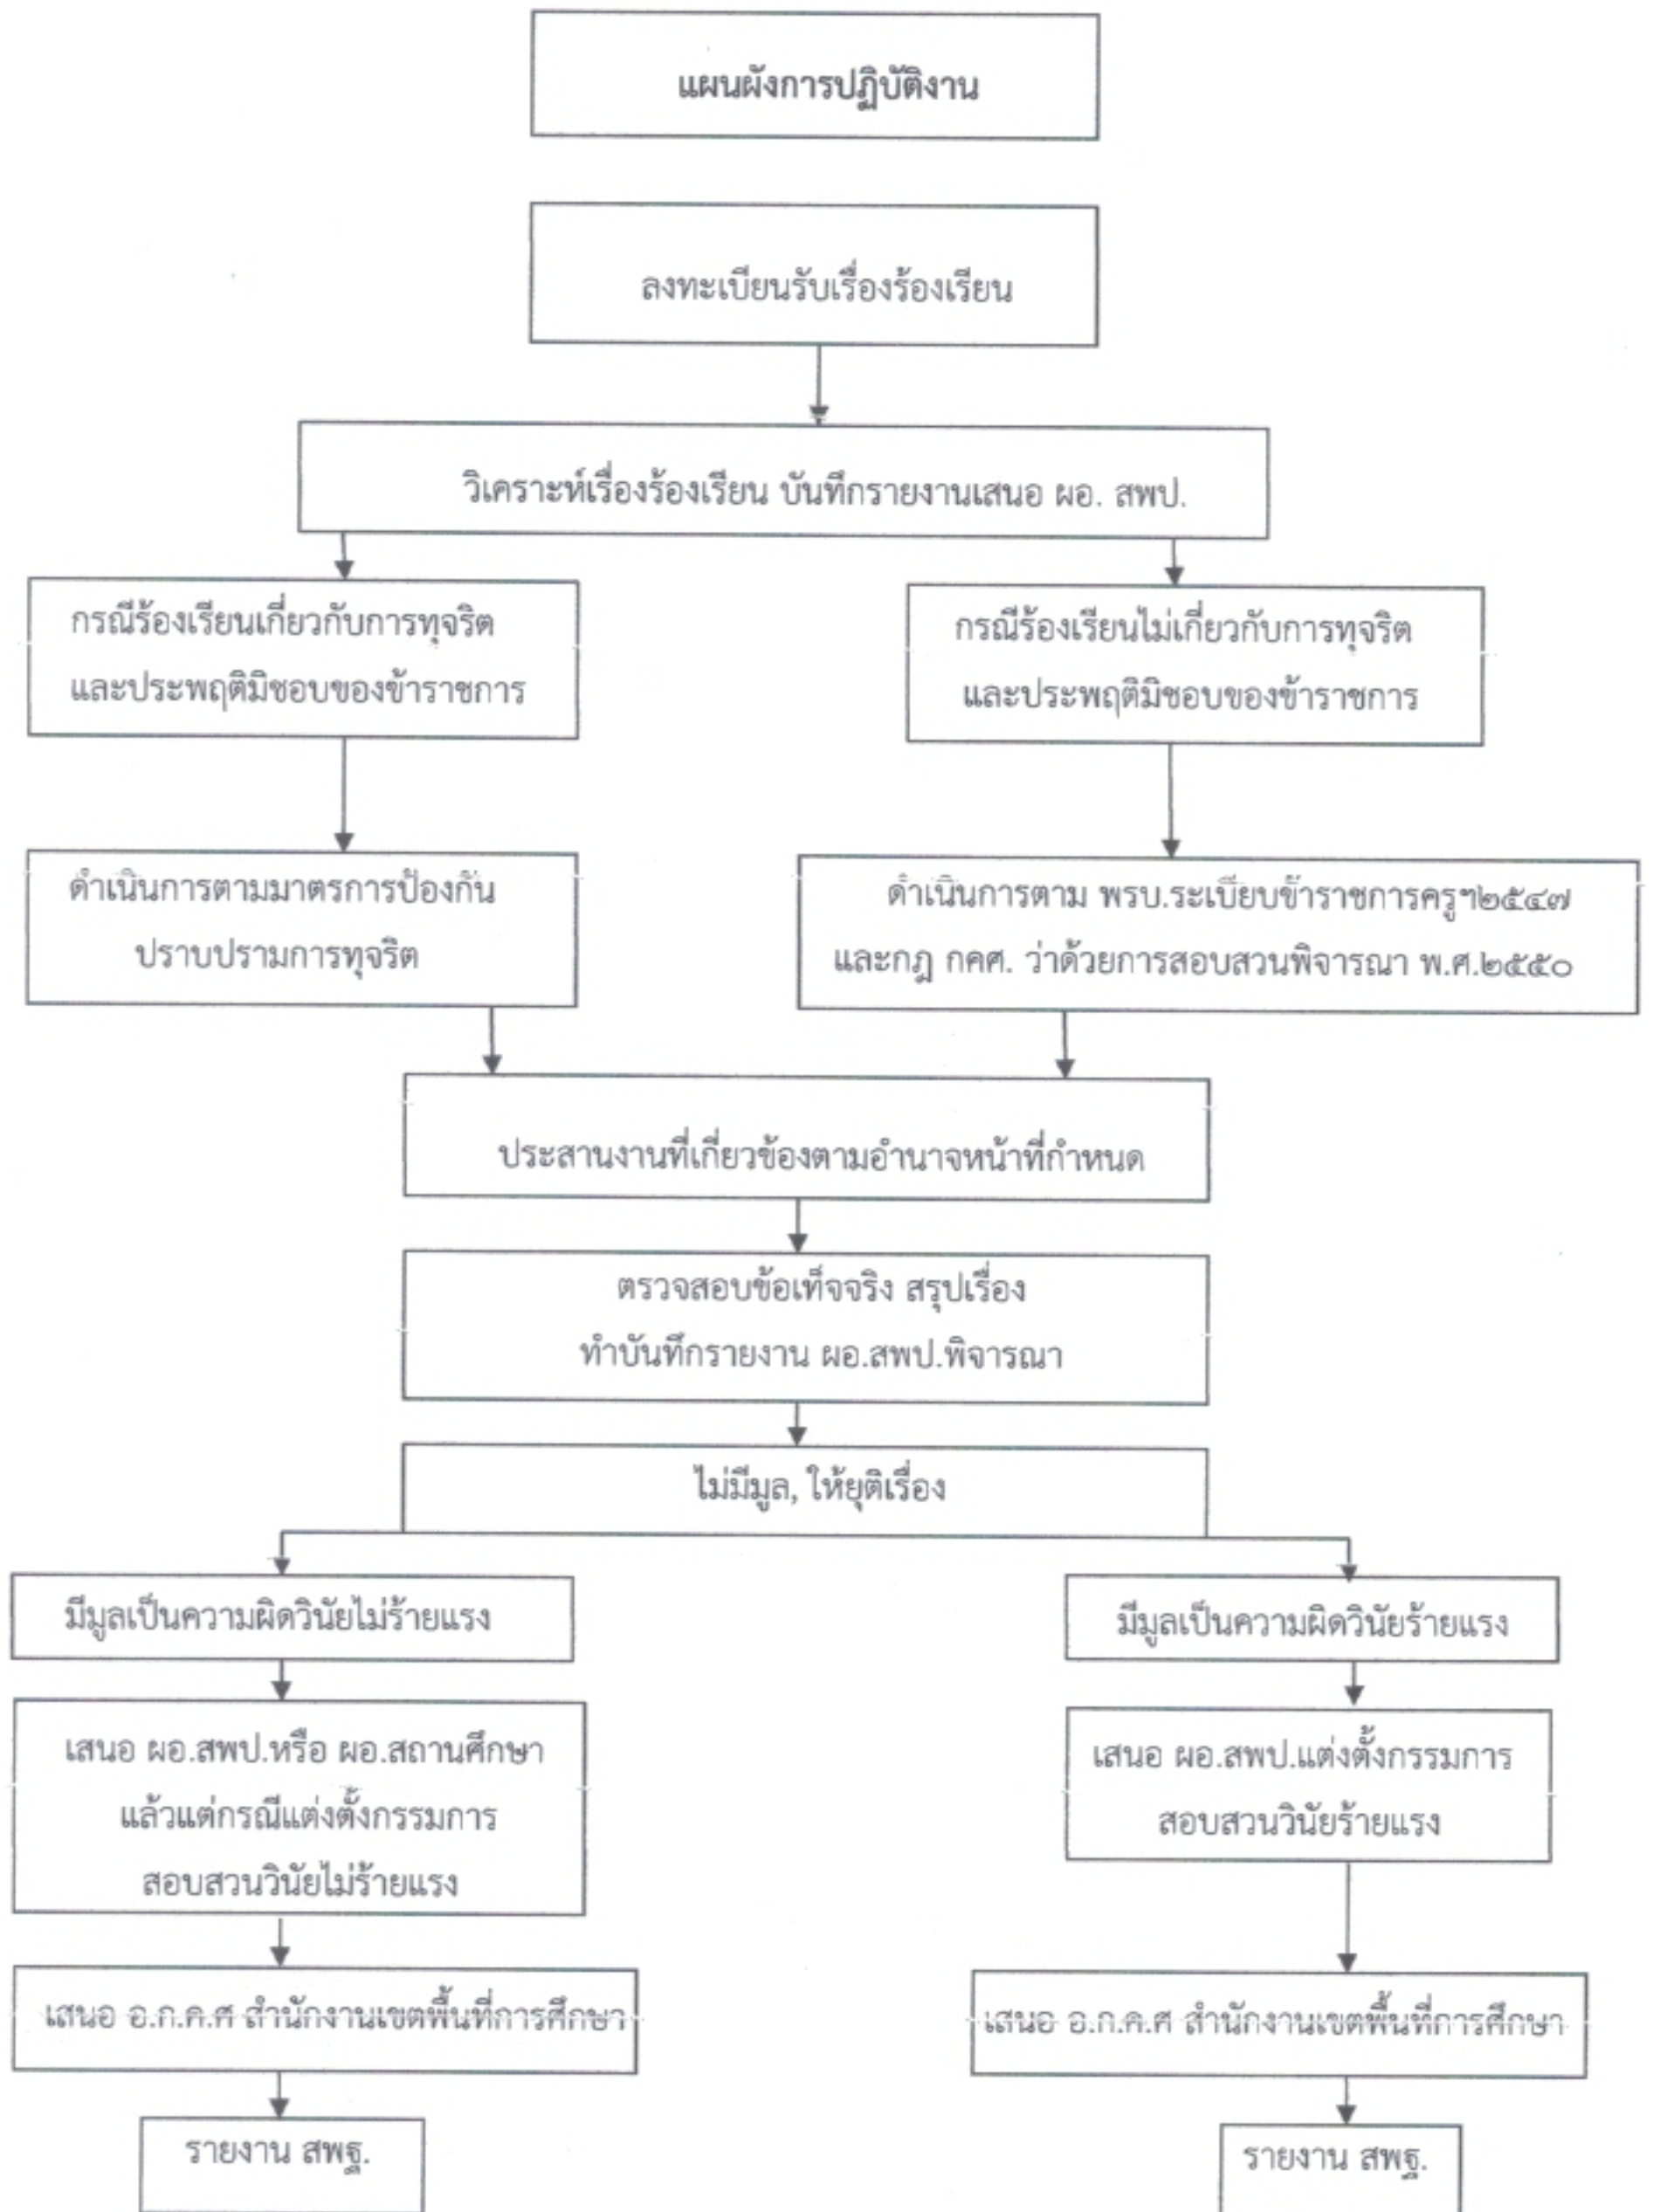 แผนผังการปฏิบัติงาน
ลงทะเบียนรับเรื่องร้องเรียน
วิเคราะห์เรื่องร้องเรียน บันทึกรายงานเสนอ ผอ. สพป.
กรณีร้องเรียนเกี่ยวกับการทุจริต
และประพฤติมิชอบของข้าราชการ
กรณีร้องเรียนไม่เกี่ยวกับการทุจริต
และประพฤติมิชอบของข้าราชการ
ดำเนินการตามมาตรการป้องกัน
ปราบปรามการทุจริต
ดำเนินการตาม พรบ.ระเบียบข้าราชการครูฯ๒๕๔๗
และกฎ กคศ. ว่าด้วยการสอบสวนพิจารณา พ.ศ.๒๕๕๐
ประสานงานที่เกี่ยวข้องตามอำนาจหน้าที่กำหนด
ตรวจสอบข้อเท็จจริง สรุปเรื่อง
ทำบันทึกรายงาน ผอ.สพป.พิจารณา
ไม่มีมูล, ให้ยุติเรื่อง
มีมูลเป็นความผิดวินัยไม่ร้ายแรง
มีมูลเป็นความผิดวินัยร้ายแรง
เสนอ ผอ.สพป.หรือ ผอ.สถานศึกษา
แล้วแต่กรณีแต่งตั้งกรรมการ
สอบสวนวินัยไม่ร้ายแรง
เสนอ ผอ.สพป.แต่งตั้งกรรมการ
สอบสวนวินัยร้ายแรง
เสนอ อ.ก.ค.ศ สำนักงานเขตพื้นที่การศึกษา
เสนอ อ.ก.ค.ศ สำนักงานเขตพื้นที่การศึกษา
รายงาน สพฐ.
รายงาน สพฐ.